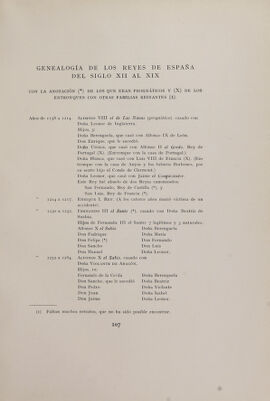 GENEALOGÍA DE LOS REYES DE ESPAÑA
DEL SIGLO XII AL XIX
CON LA ANOTACIÓN (*) DE LOS QUE ERAN PROGNÁTICOS Y (X) DE LOS
ENTRONQUES CON OTRAS FAMILIAS REINANTES (1).
Años de 1158 a 1214 Alfonso VIII el de Las Navas (prognático) casado con
Doña Leonor de Inglaterra.
Hijos, 5:
Doña Berenguela, que casó con Alfonso IX de León.
Don Enrique, que le sucedió.
Doña Urraca, que casó con Alfonso II el Gordo, Rey de
Portugal (X). (Entronque con la casa de Portugal.)
Doña Blanca, que casó con Luis VIII de Francia (X). (En-
tronque con la casa de Anjou y los futuros Borbones, por
su sexto hijo el Conde de Clermont.)
Doña Leonor, que casó con Jaime el Conquistador.
Este Rey fué abuelo de dos Reyes canonizados:
San Fernando, Rey de Castilla (*) y
San Luis, Rey de Francia (*).
" 1214 a 1217. Enrique I, Rey. (A los catorce años murió víctima de un
accidente).
" 1230 a 1252. Fernando III el Santo (*) casado con Doña Beatriz de
Suabia.
Hijos de Fernando III el Santo 9 legítimos y 2 naturales.
Alfonso X el Sabio Doña Berenguela
Don Fadrique Doña María
Don Felipe (*) Don Fernando
Don Sancho Don Luis
Don Manuel Doña Leonor.
" 1252 a 1284 Alfonso X el Sabio, casado con
Doña Violante de Aragón.
Hijos, 10.
Fernando de la Cerda Doña Berenguela
Don Sancho, que le sucedió Doña Beatriz
Don Pedro Doña Violante
Don Juan Doña Isabel
Don Jaime Doña Leonor.
(1) Faltan muchos retratos, que no ha sido posible encontrar.
107